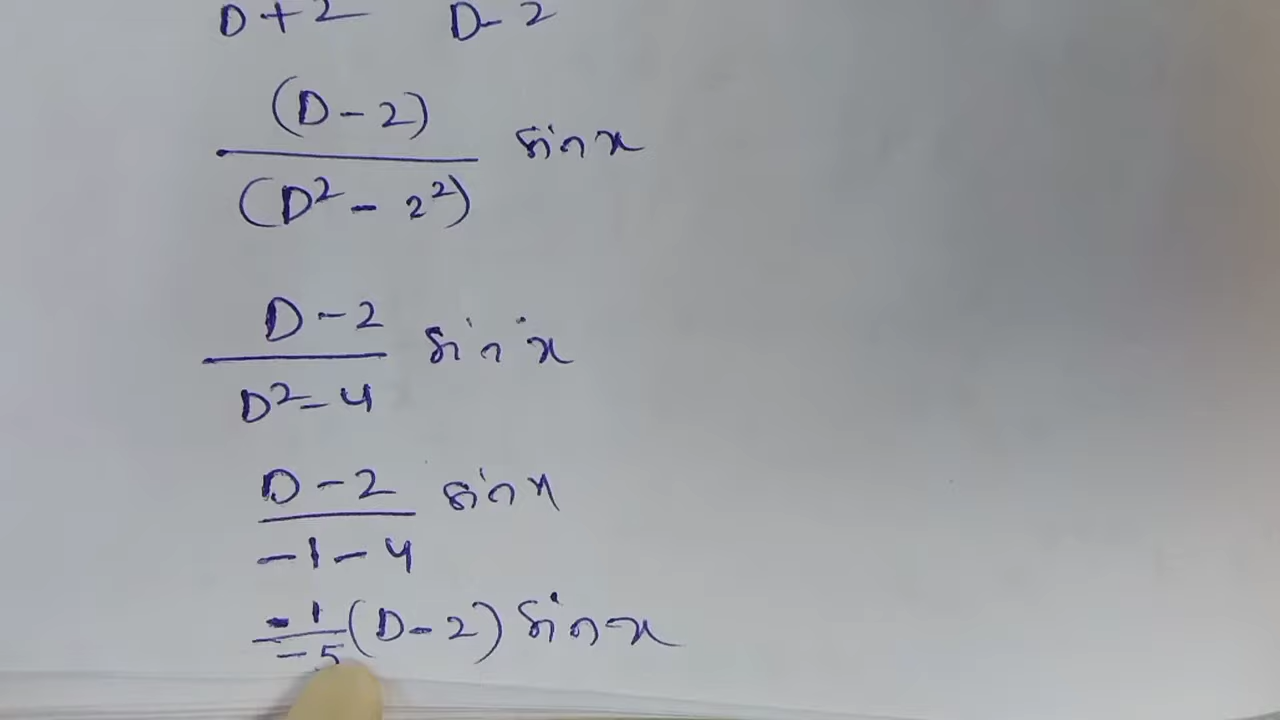 D + 2 D - 2
(D - 2)
sin x
(D² - 2²)
D - 2
sin x
D² - 4
D - 2
sin x
-1 - 4
-1
(D - 2) sin x
-5